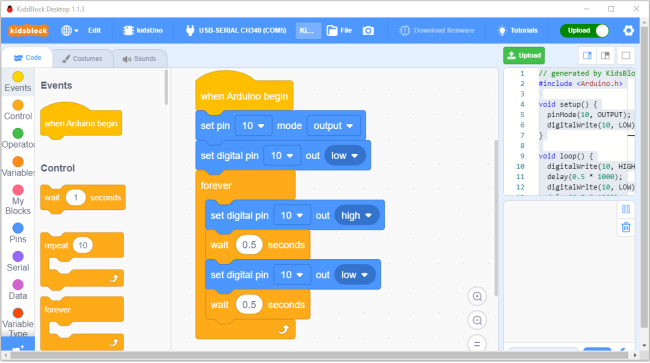 KidsBlock Desktop 1.1.3
kidsblock Edit kidsUno USB-SERIAL CH340 (COM5) Ki... File Download firmware Tutorials Upload
Code Costumes Sounds Upload
Events
Control
Operator
Variables
My
Blocks
Pins
Serial
Data
Variable
Type
Events
when Arduino begin
Control
wait 1 seconds
repeat 10
forever
when Arduino begin
set pin 10 mode output
set digital pin 10 out low
forever
set digital pin 10 out high
wait 0.5 seconds
set digital pin 10 out low
wait 0.5 seconds
1 // generated by KidsBlo
2 #include <Arduino.h>
3
4 void setup() {
5 pinMode(10, OUTPUT);
6 digitalWrite(10, LOW)
7 }
8
9 void loop() {
10 digitalWrite(10, HIGH
11 delay(0.5 * 1000);
12 digitalWrite(10, LOW)